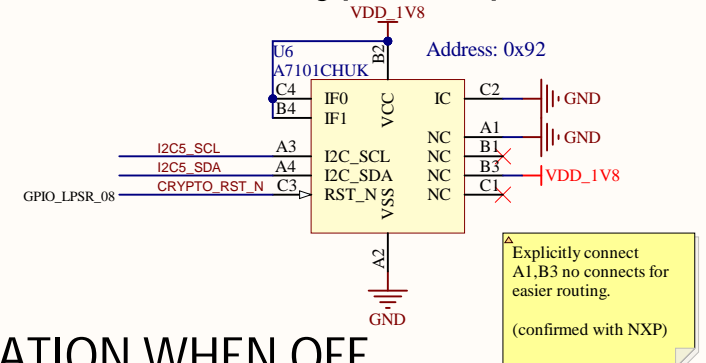 VDD_1V8
U6
A7101CHUK
B2
Address: 0x92
C4
IF0
VCC
IC
C2
GND
B4
IF1
NC
A1
GND
I2C5_SCL
A3
I2C_SCL
NC
B1
I2C5_SDA
A4
I2C_SDA
NC
B3
VDD_1V8
GPIO_LPSR_08
CRYPTO_RST_N
C3
RST_N
VSS
NC
C1
A2
GND
Explicitly connect
A1,B3 no connects for
easier routing.
(confirmed with NXP)
ATION WHEN OFF